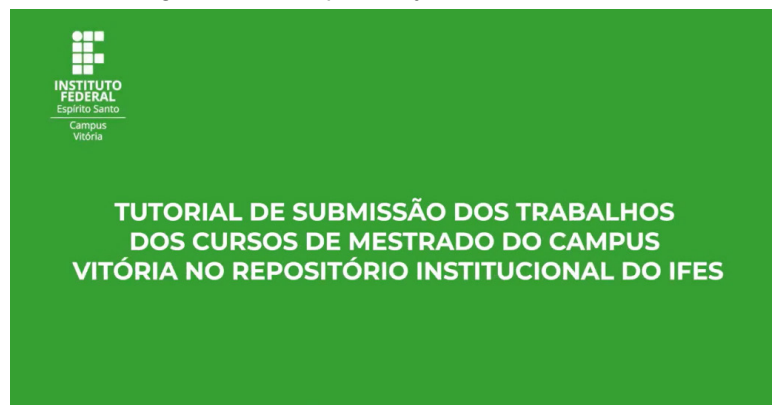 INSTITUTO
FEDERAL
Espírito Santo
Campus
Vitória
TUTORIAL DE SUBMISSÃO DOS TRABALHOS
DOS CURSOS DE MESTRADO DO CAMPUS
VITÓRIA NO REPOSITÓRIO INSTITUCIONAL DO IFES